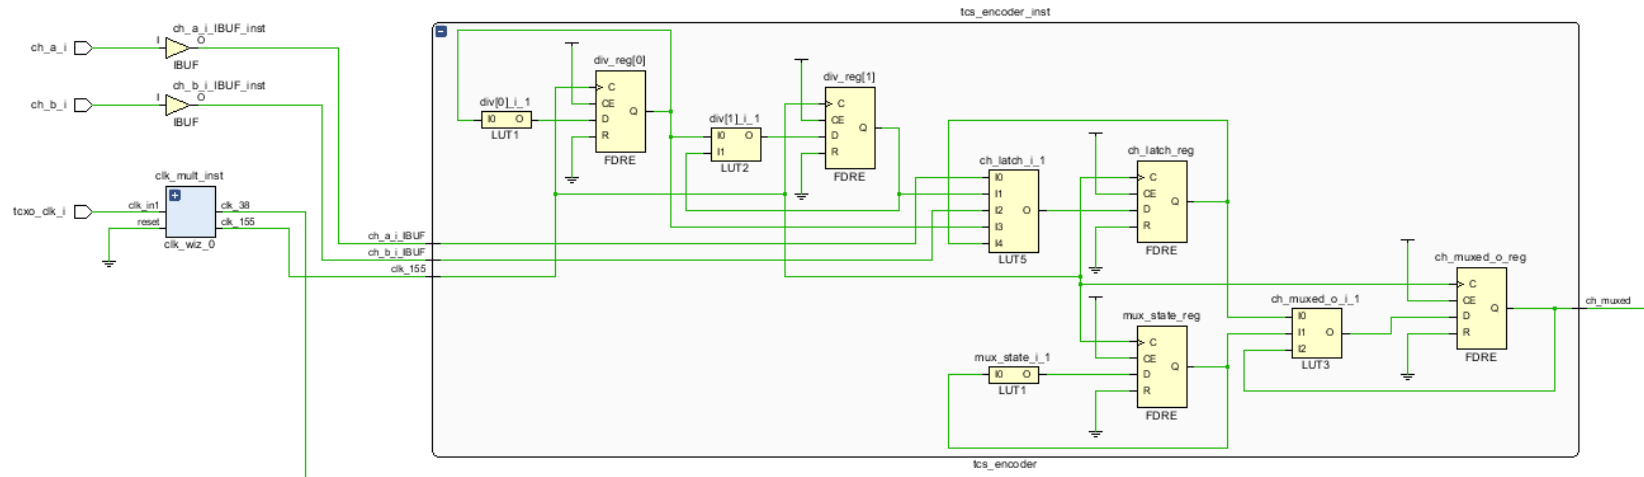 tcs_encoder_inst
ch_a_i
I
O
ch_a_i_IBUF_inst
IBUF
ch_b_i
I
O
ch_b_i_IBUF_inst
IBUF
clk_mult_inst
tcxo_clk_i
clk_in1
clk_38
reset
clk_155
clk_wiz_0
ch_a_i_IBUF
ch_b_i_IBUF
clk_155
div[0]_i_1
I0 O
LUT1
div_reg[0]
C
CE
D
R
Q
FDRE
div[1]_i_1
I0 O
I1
LUT2
div_reg[1]
C
CE
D
R
Q
FDRE
ch_latch_i_1
I0
I1
I2
I3
I4
O
LUT5
ch_latch_reg
C
CE
D
R
Q
FDRE
mux_state_i_1
I0 O
LUT1
mux_state_reg
C
CE
D
R
Q
FDRE
ch_muxed_o_i_1
I0
I1
I2
O
LUT3
ch_muxed_o_reg
C
CE
D
R
Q
FDRE
ch_muxed
tcs_encoder